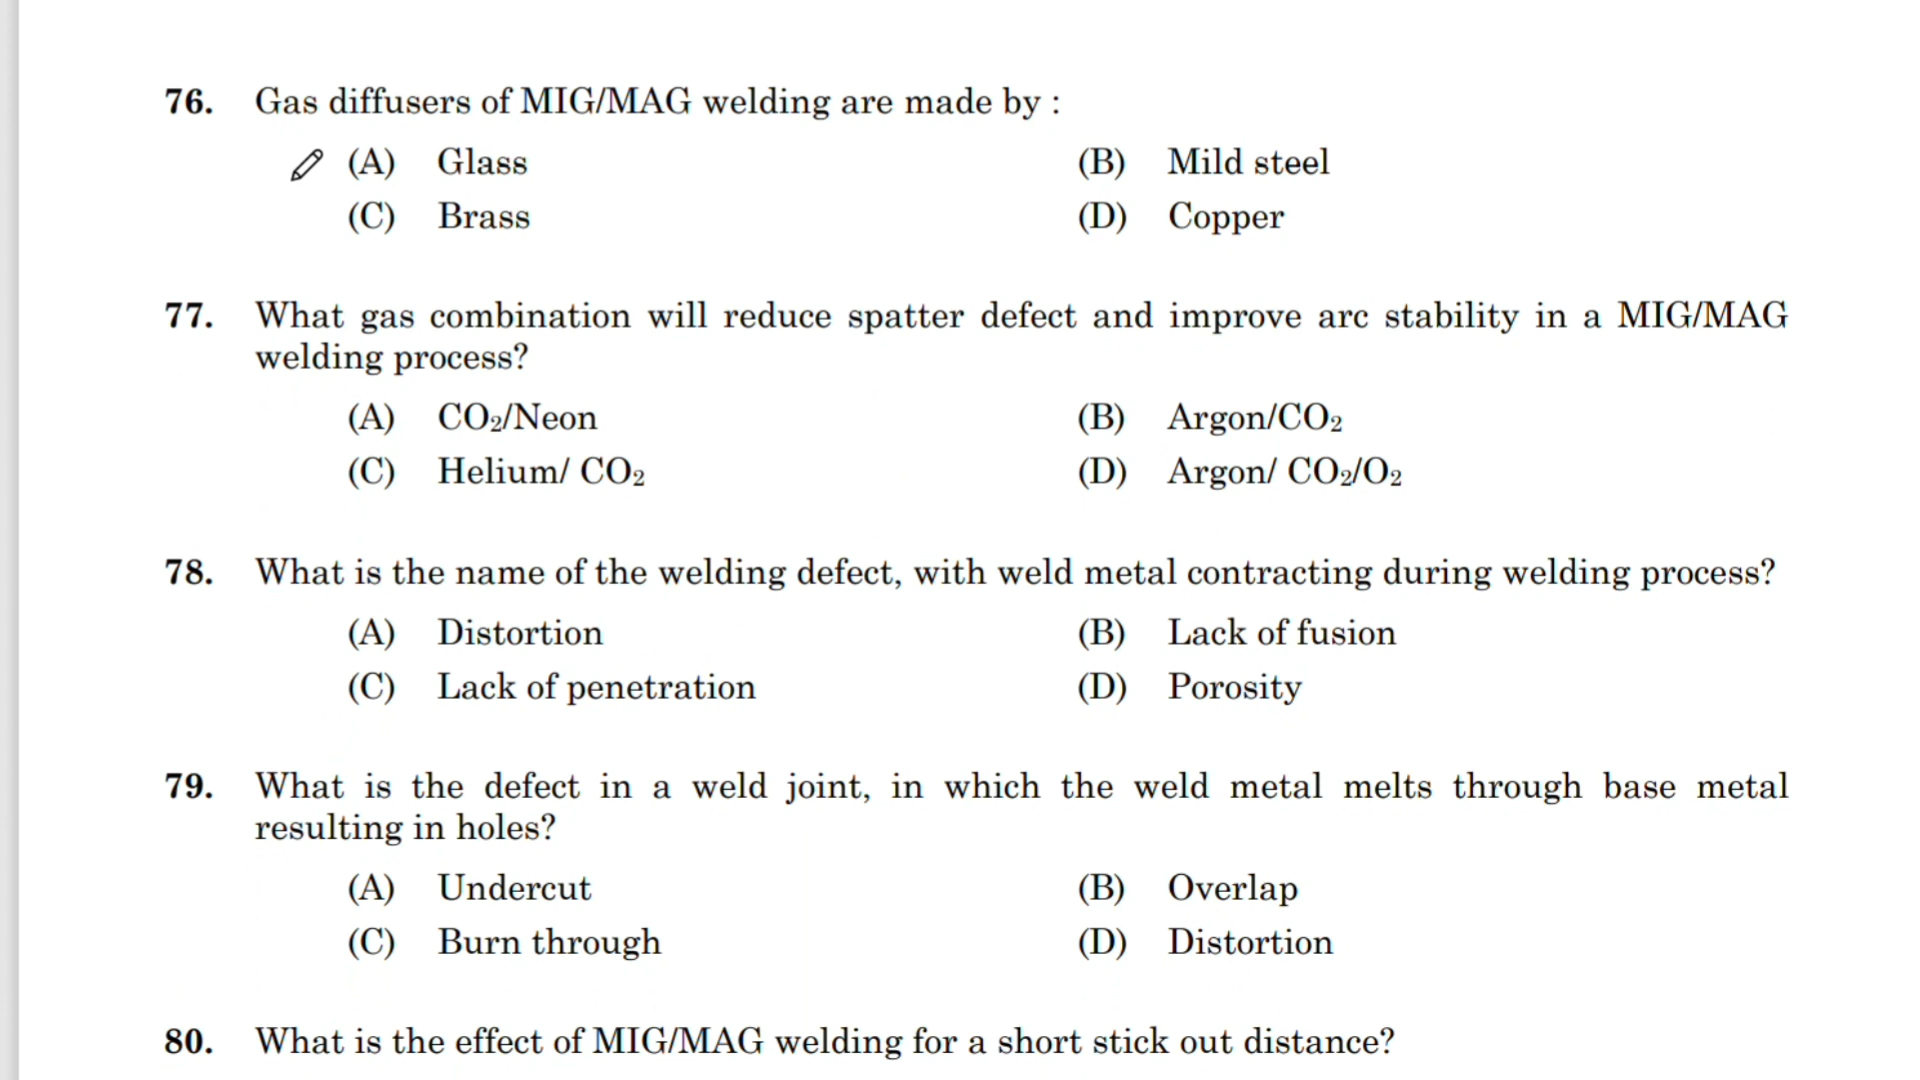 76. Gas diffusers of MIG/MAG welding are made by :
(A) Glass (B) Mild steel
(C) Brass (D) Copper
77. What gas combination will reduce spatter defect and improve arc stability in a MIG/MAG
welding process?
(A) CO₂/Neon (B) Argon/CO₂
(C) Helium/ CO₂ (D) Argon/ CO₂/O₂
78. What is the name of the welding defect, with weld metal contracting during welding process?
(A) Distortion (B) Lack of fusion
(C) Lack of penetration (D) Porosity
79. What is the defect in a weld joint, in which the weld metal melts through base metal
resulting in holes?
(A) Undercut (B) Overlap
(C) Burn through (D) Distortion
80. What is the effect of MIG/MAG welding for a short stick out distance?